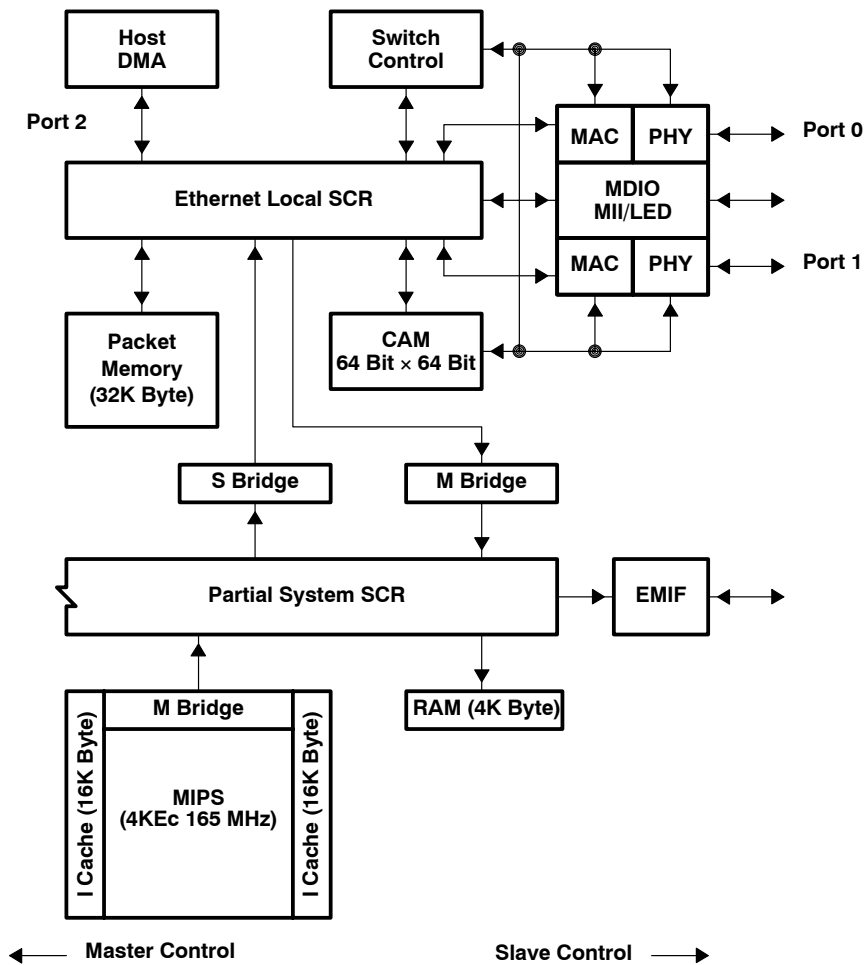 Host
DMA
Switch
Control
Port 2
MAC
PHY
Port 0
Ethernet Local SCR
MDIO
MII/LED
MAC
PHY
Port 1
Packet
Memory
(32K Byte)
CAM
64 Bit × 64 Bit
S Bridge
M Bridge
Partial System SCR
EMIF
I Cache (16K Byte)
M Bridge
MIPS
(4KEc 165 MHz)
I Cache (16K Byte)
RAM (4K Byte)
Master Control
Slave Control